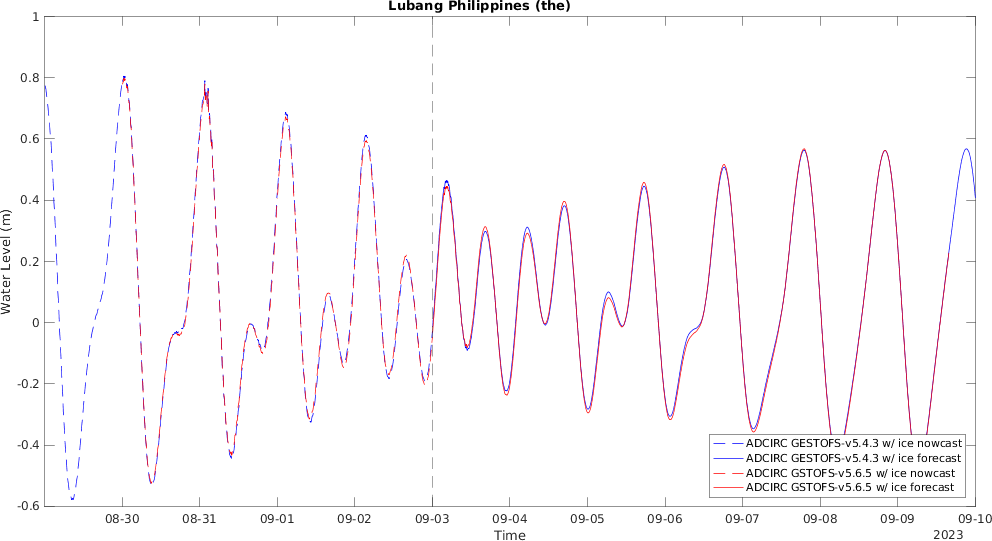 Lubang Philippines (the)
1
0.8
0.6
0.4
0.2
0
-0.2
-0.4
-0.6
Water Level (m)
ADCIRC GESTOFS-v5.4.3 w/ ice nowcast
ADCIRC GESTOFS-v5.4.3 w/ ice forecast
ADCIRC GSTOFS-v5.6.5 w/ ice nowcast
ADCIRC GSTOFS-v5.6.5 w/ ice forecast
08-30 08-31 09-01 09-02 09-03 09-04 09-05 09-06 09-07 09-08 09-09 09-10
Time 2023